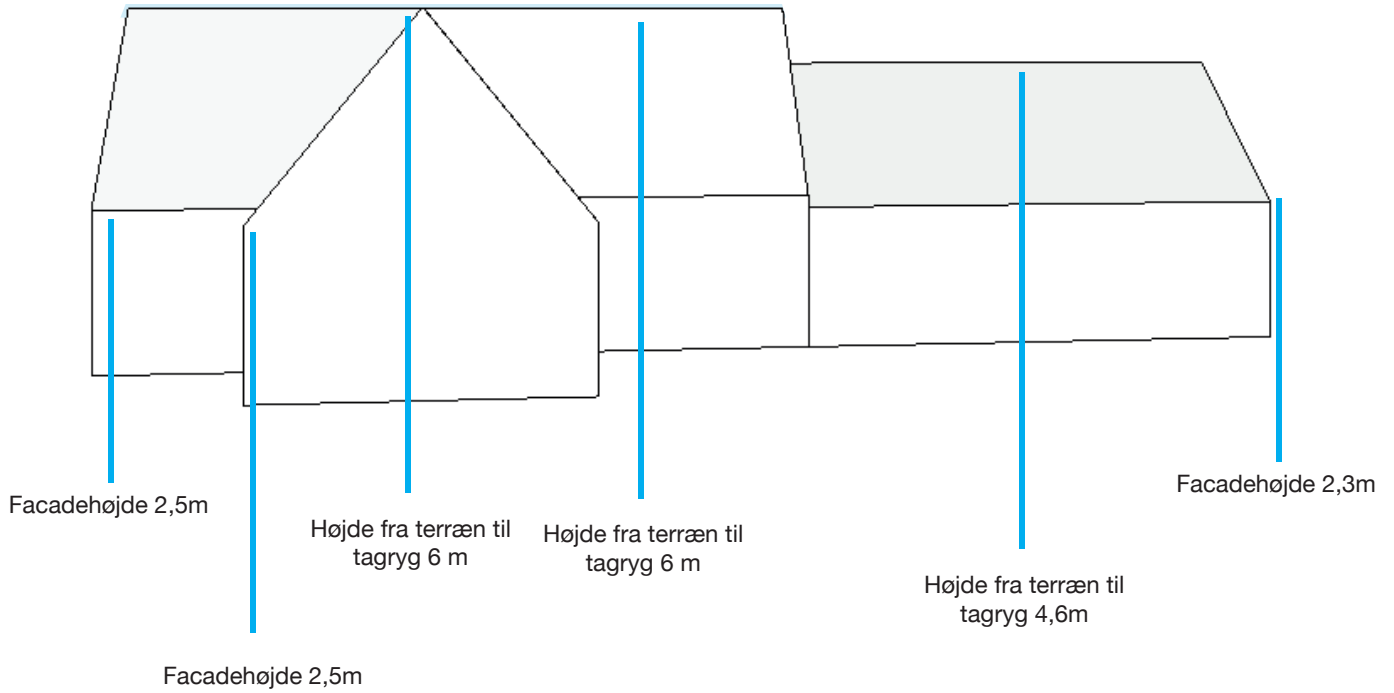 Facadehøjde 2,5m
Facadehøjde 2,5m
Højde fra terræn til
tagryg 6 m
Højde fra terræn til
tagryg 6 m
Højde fra terræn til
tagryg 4,6m
Facadehøjde 2,3m